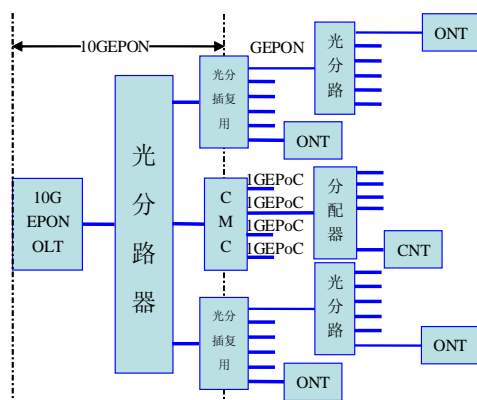 10GEPON
GEPON
光
分
路
ONT
光分
插复
用
ONT
光
分
路
器
10G
EPON
OLT
C
M
C
1GEPoC
1GEPoC
1GEPoC
1GEPoC
分
配
器
CNT
光分
插复
用
光
分
路
ONT
ONT